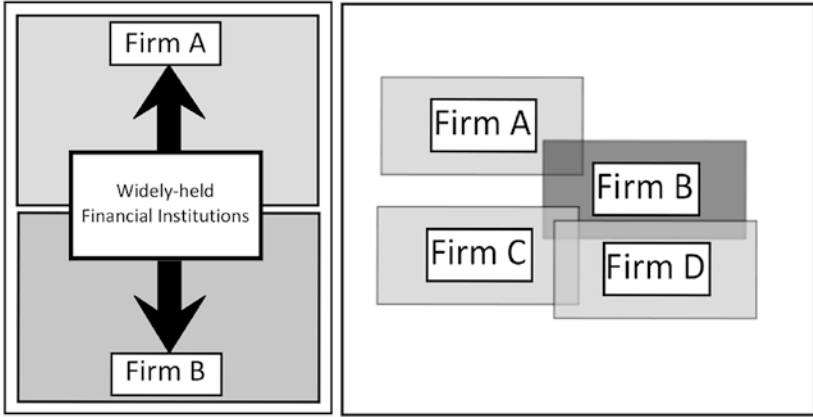 Firm A
Widely-held
Financial Institutions
Firm B
Firm A
Firm B
Firm C
Firm D